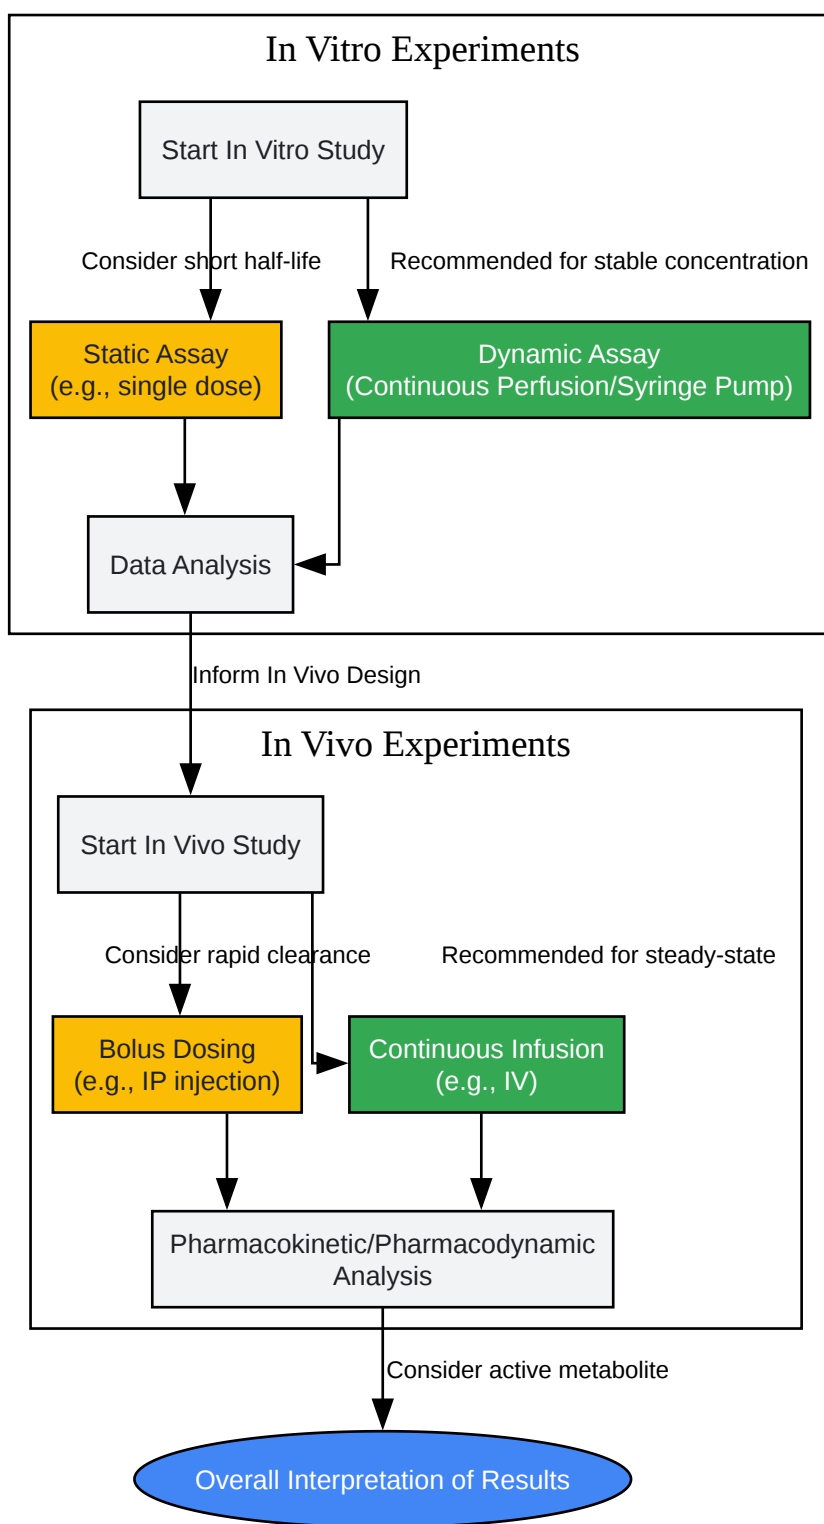 In Vitro Experiments
Start In Vitro Study
Consider short half-life
Recommended for stable concentration
Static Assay
(e.g., single dose)
Dynamic Assay
(Continuous Perfusion/Syringe Pump)
Data Analysis
Inform In Vivo Design
In Vivo Experiments
Start In Vivo Study
Consider rapid clearance
Recommended for steady-state
Bolus Dosing
(e.g., IP injection)
Continuous Infusion
(e.g., IV)
Pharmacokinetic/Pharmacodynamic
Analysis
Consider active metabolite
Overall Interpretation of Results